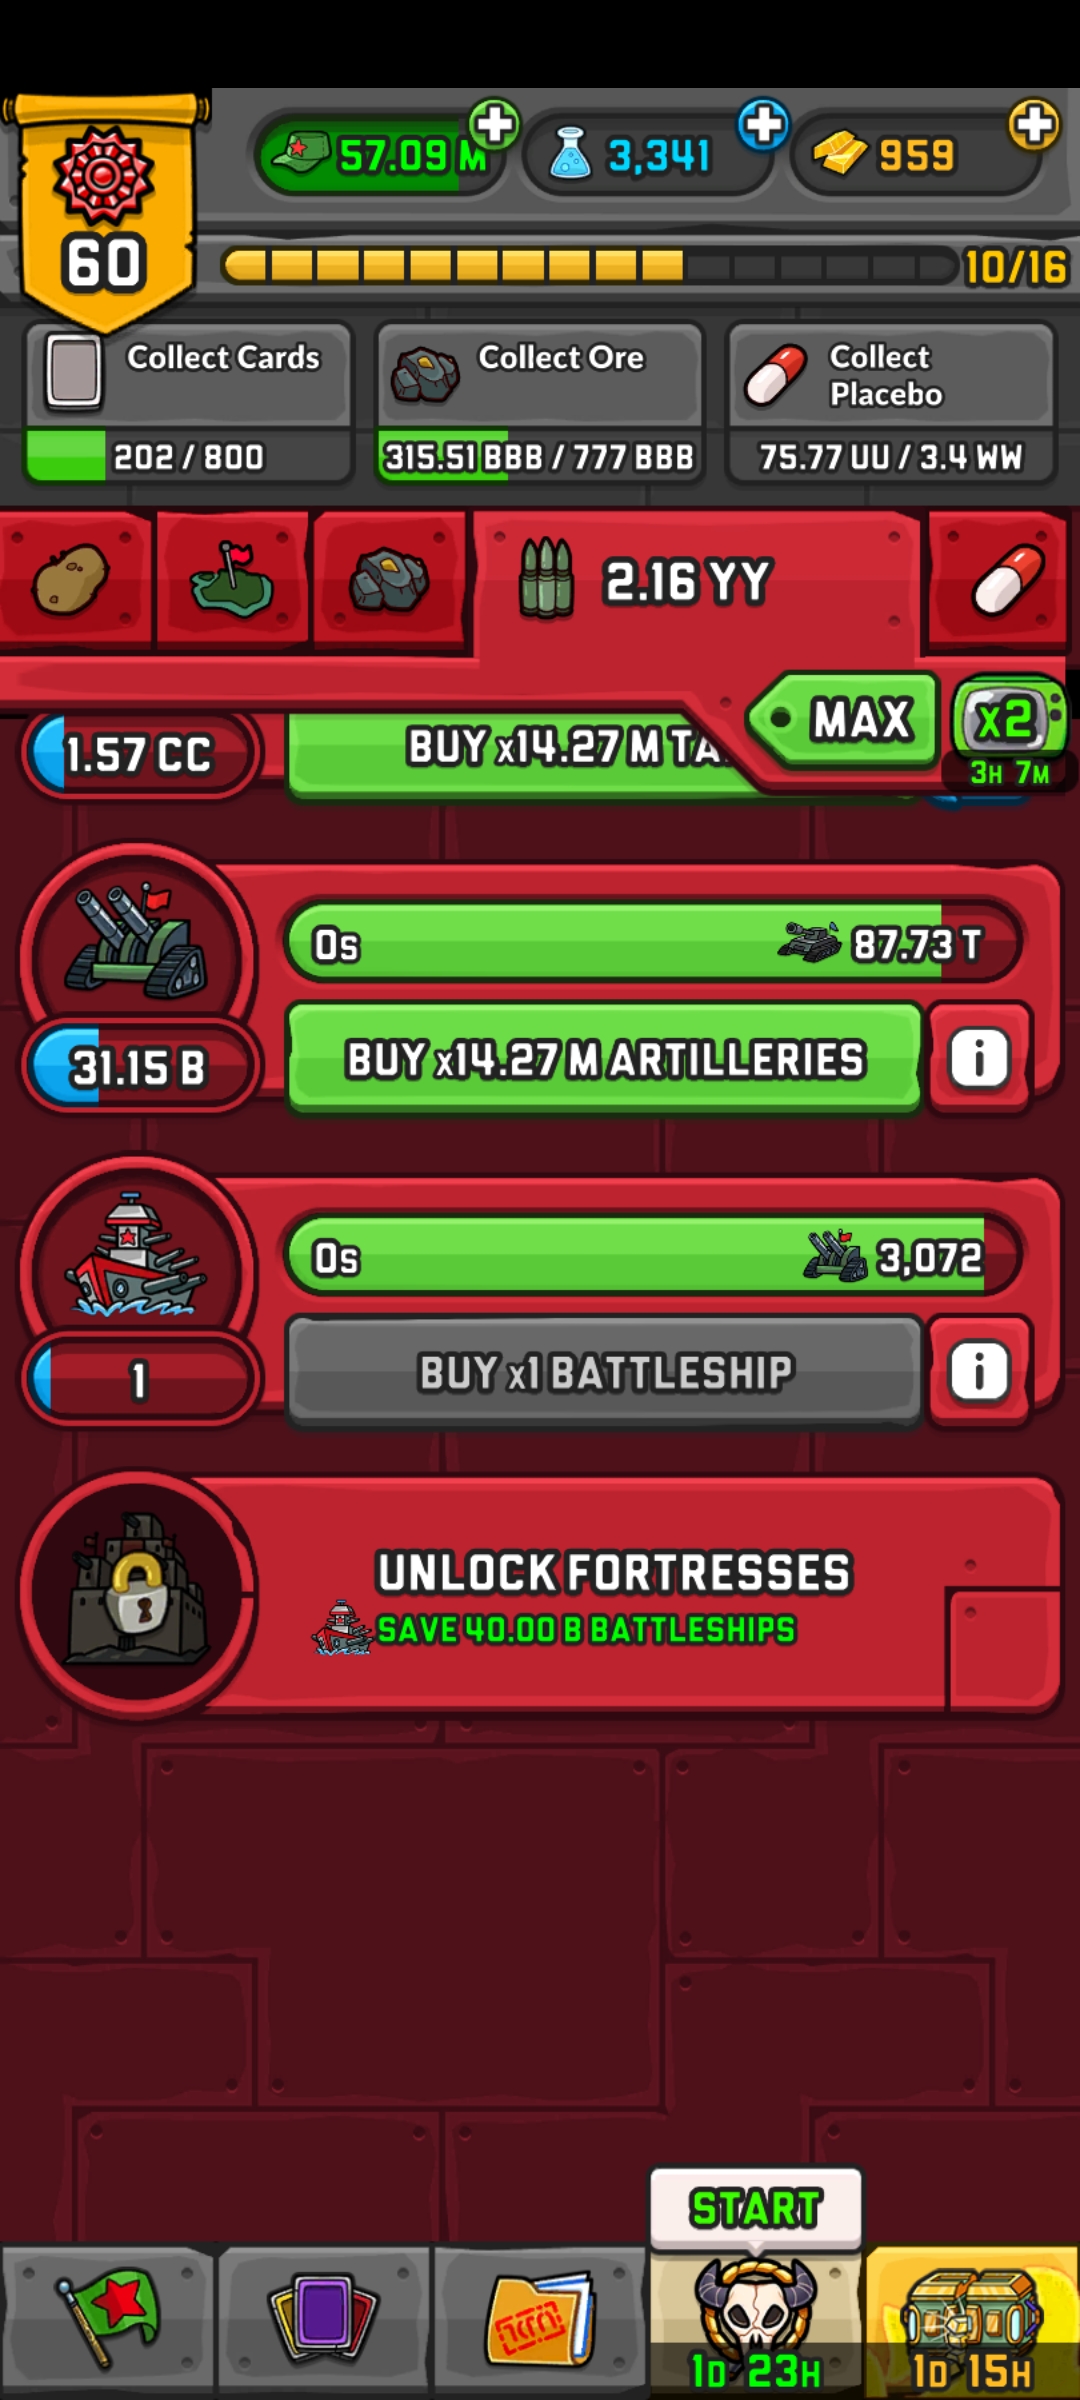 57.09 M
3,341
959
60
10/16
Collect Cards
202 / 800
Collect Ore
315.51 BBB / 777 BBB
Collect
Placebo
75.77 UU / 3.4 WW
2.16 YY
MAX
x2
3H 7M
1.57 CC
BUY x14.27 M TA
0s
87.73 T
31.15 B
BUY x14.27 M ARTILLERIES
i
0s
3,072
1
BUY x1 BATTLESHIP
i
UNLOCK FORTRESSES
SAVE 40.00 B BATTLESHIPS
START
1D 23H
1D 15H